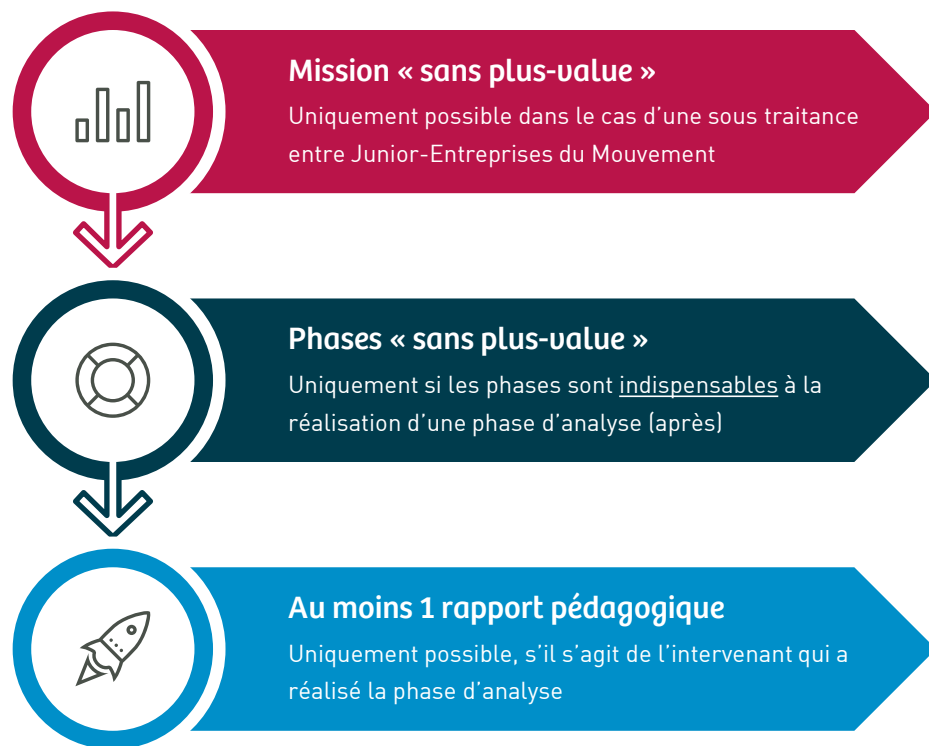 Mission « sans plus-value »
Uniquement possible dans le cas d’une sous traitance
entre Junior-Entreprises du Mouvement
Phases « sans plus-value »
Uniquement si les phases sont indispensables à la
réalisation d’une phase d’analyse (après)
Au moins 1 rapport pédagogique
Uniquement possible, s’il s’agit de l’intervenant qui a
réalisé la phase d’analyse